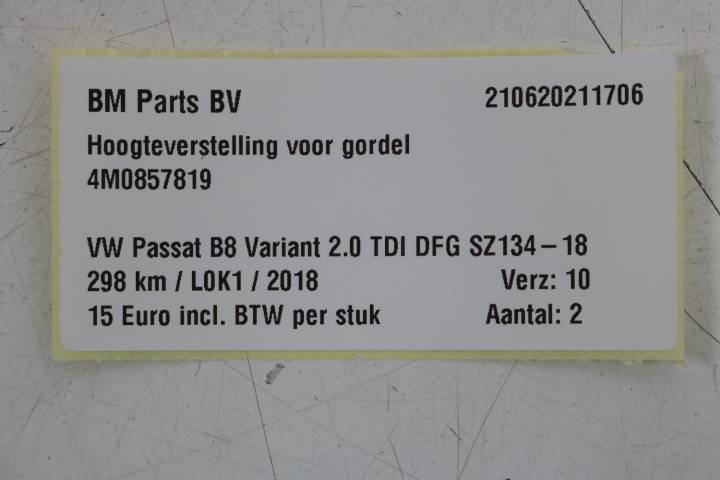 BM Parts BV 210620211706
Hoogteverstelling voor gordel
4M0857819
VW Passat B8 Variant 2.0 TDI DFG SZ134 – 18
298 km / L0K1 / 2018 Verz: 10
15 Euro incl. BTW per stuk Aantal: 2